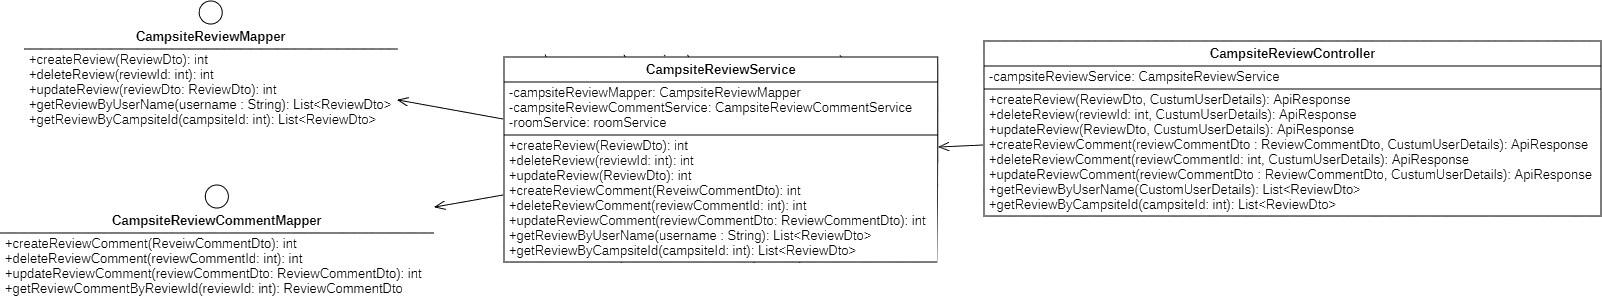 CampsiteReviewMapper
+createReview(ReviewDto): int
+deleteReview(reviewId: int): int
+updateReview(reviewDto: ReviewDto): int
+getReviewByUserName(username : String): List<ReviewDto>
+getReviewByCampsiteId(campsiteId: int): List<ReviewDto>
CampsiteReviewCommentMapper
+createReviewComment(ReveiwCommentDto): int
+deleteReviewComment(reviewCommentId: int): int
+updateReviewComment(reviewCommentDto: ReviewCommentDto): int
+getReviewCommentByReviewId(reviewId: int): ReviewCommentDto
CampsiteReviewService
-campsiteReviewMapper: CampsiteReviewMapper
-campsiteReviewCommentService: CampsiteReviewCommentService
-roomService: roomService
+createReview(ReviewDto): int
+deleteReview(reviewId: int): int
+updateReview(ReviewDto): int
+createReviewComment(ReveiwCommentDto): int
+deleteReviewComment(reviewCommentId: int): int
+updateReviewComment(reviewCommentDto: ReviewCommentDto): int
+getReviewByUserName(username : String): List<ReviewDto>
+getReviewByCampsiteId(campsiteId: int): List<ReviewDto>
CampsiteReviewController
-campsiteReviewService: CampsiteReviewService
+createReview(ReviewDto, CustumUserDetails): ApiResponse
+deleteReview(reviewId: int, CustumUserDetails): ApiResponse
+updateReview(ReviewDto, CustumUserDetails): ApiResponse
+createReviewComment(reviewCommentDto : ReviewCommentDto, CustumUserDetails): ApiResponse
+deleteReviewComment(reviewCommentId: int, CustumUserDetails): ApiResponse
+updateReviewComment(reviewCommentDto : ReviewCommentDto, CustumUserDetails): ApiResponse
+getReviewByUserName(CustomUserDetails): List<ReviewDto>
+getReviewByCampsiteId(campsiteId: int): List<ReviewDto>